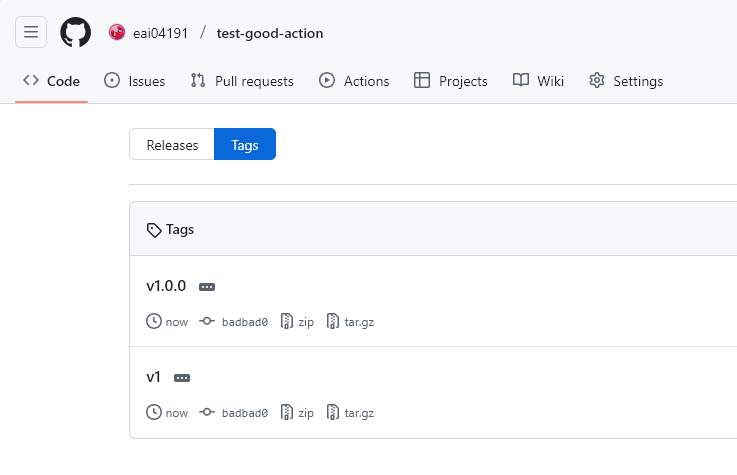 eai04191 / test-good-action
Code Issues Pull requests Actions Projects Wiki Settings
Releases Tags
Tags
v1.0.0
now badbad0 zip tar.gz
v1
now badbad0 zip tar.gz